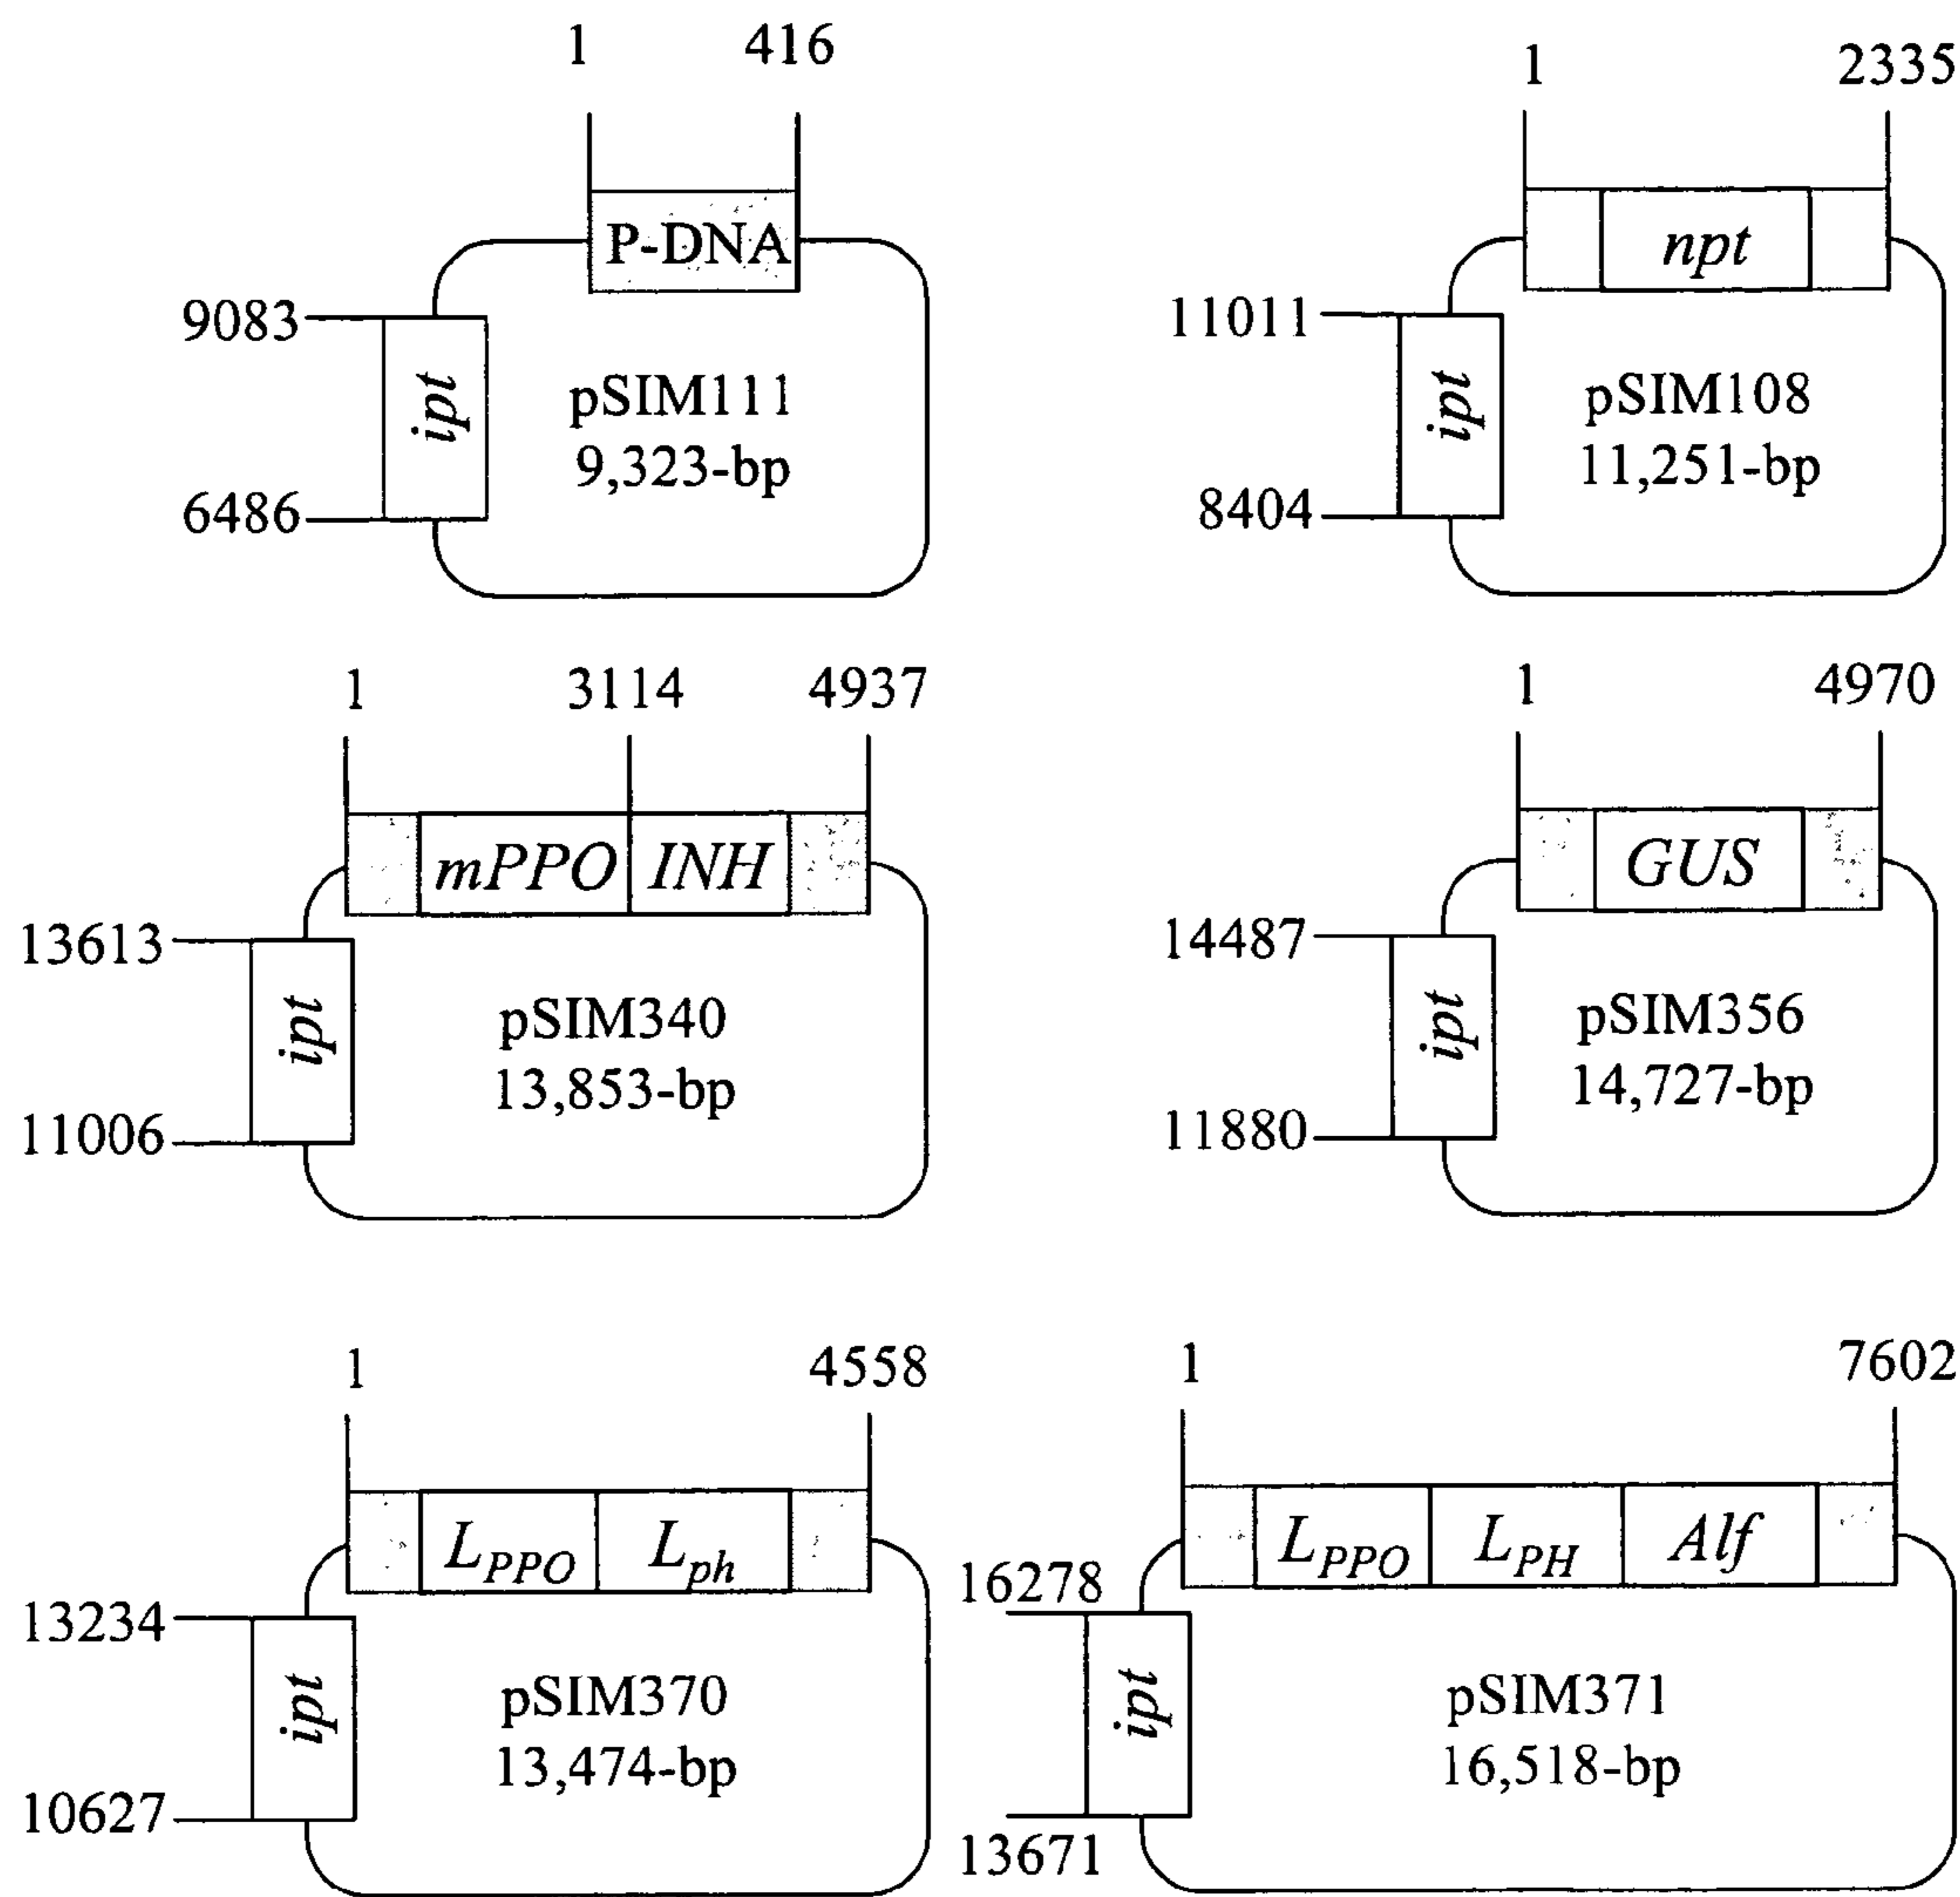 1 416
P-DNA
9083
ipt
6486
pSIM111
9,323-bp
1 2335
npt
11011
ipt
8404
pSIM108
11,251-bp
1 3114 4937
mPPO INH
13613
ipt
11006
pSIM340
13,853-bp
1 4970
GUS
14487
ipt
11880
pSIM356
14,727-bp
1 4558
LPPO Lph
13234
ipt
10627
pSIM370
13,474-bp
1 7602
LPPO LPH Alf
16278
ipt
13671
pSIM371
16,518-bp